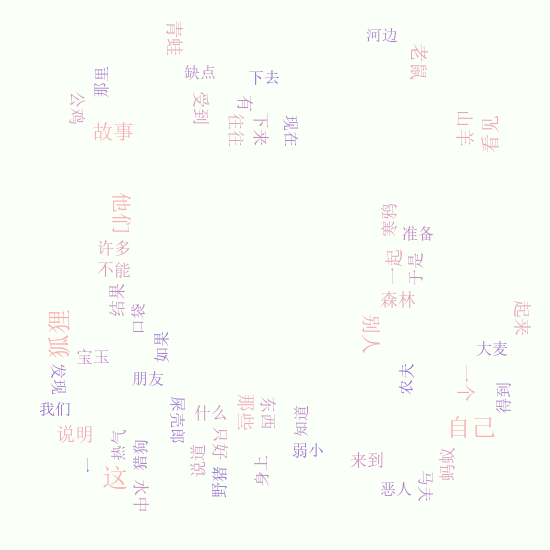 青蛙
河边
老鼠
缺点
下去
那里
公鸡
受到
有
故事
往往
下来
现在
山羊
见身
他们
寒鸦
准备
许多
不能
一起
于是
结果
口袋
森林
狐狸
别人
起来
宝玉
如果
大麦
发现
朋友
农夫
一个
得到
我们
屎壳郎
什么
那些
东西
知道
自己
说明
热气
猎狗
只好
弱小
道说
来到
蚂蚁
这
水中
野猪
恶人
马夫